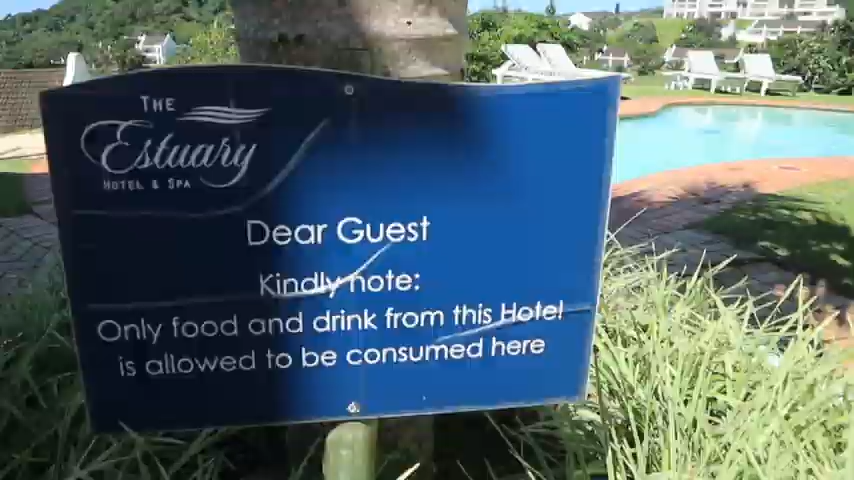 THE
Estuary
HOTEL & SPA
Dear Guest
Kindly note:
Only food and drink from this Hotel
is allowed to be consumed here